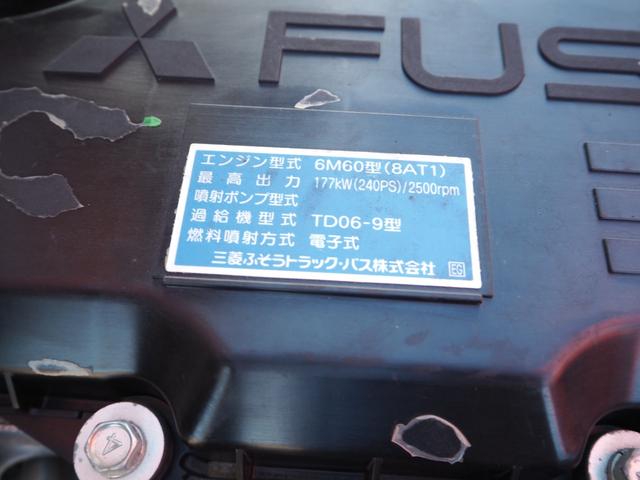 FUS
エンジン型式 6M60型(8AT1)
最高出力 177kW(240PS)/2500rpm
噴射ポンプ型式
過給機型式 TD06-9型
燃料噴射方式 電子式
三菱ふそうトラック・バス株式会社 EG
4